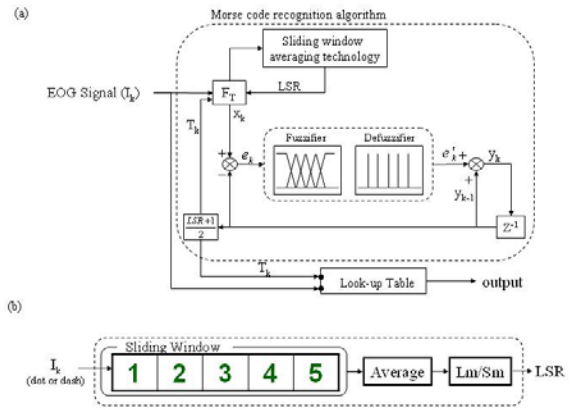 (a)
Morse code recognition algorithm
Sliding window
averaging technology
EOG Signal (Ik)
FT
LSR
Tk
xk
Fuzzifier
Defuzzifier
+
ek
e'k +
yk
−
+
yk-1
LSR+1
2
Z-1
Tk
Look-up Table
output
(b)
Sliding Window
Ik
(dot or dash)
1 2 3 4 5
Average
Lm/Sm
LSR